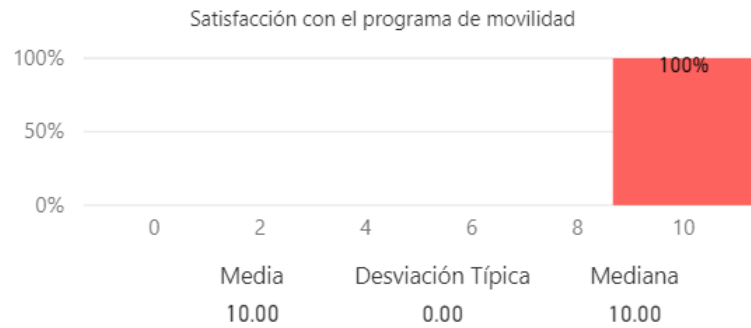 Satisfacción con el programa de movilidad
100%
100%
50%
0%
0 2 4 6 8 10
Media Desviación Típica Mediana
10.00 0.00 10.00